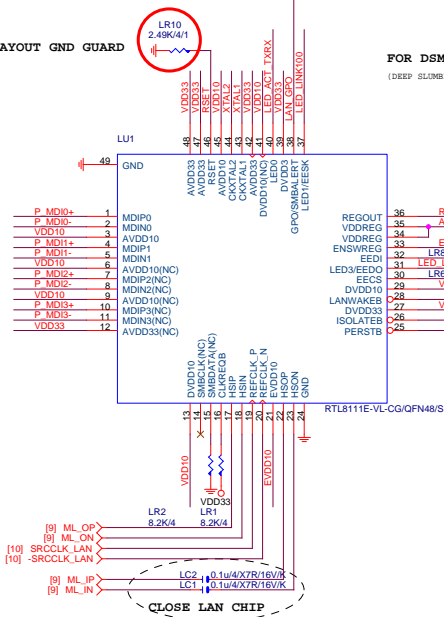 LR10
2.49K/4/1
AYOUT GND GUARD
FOR DSM
(DEEP SLUMB
VDD33
VDD33
RSET
VDD10
XTAL2
XTAL1
VDD33
VDD10
LED_ACT_TXRX
VDD33
LAN_GPO
LED_LINK100
48
47
46
45
44
43
42
41
40
39
38
37
LU1
49
GND
AVDD33
AVDD33
RSET
AVDD10
CKXTAL2
CKXTAL1
AVDD33
DVDD10(NC)
LED0
DVDD33
GPO/SMBALERT
LED1/EESK
P_MDI0+ 1 MDIP0
P_MDI0- 2 MDIN0
VDD10 3 AVDD10
P_MDI1+ 4 MDIP1
P_MDI1- 5 MDIN1
VDD10 6 AVDD10(NC)
P_MDI2+ 7 MDIP2(NC)
P_MDI2- 8 MDIN2(NC)
VDD10 9 AVDD10(NC)
P_MDI3+ 10 MDIP3(NC)
P_MDI3- 11 MDIN3(NC)
VDD33 12 AVDD33(NC)
REGOUT 36 R
VDDREG 35 A
VDDREG 34
ENSWREG 33 E
EEDI 32 LR8
LED3/EEDO 31 LED_L
EECS 30 LR6
DVDD10 29 V
LANWAKEB 28
DVDD33 27 V
ISOLATEB 26
PERSTB 25
DVDD10
SMBCLK(NC)
SMBDATA(NC)
CLKREQB
HSIP
HSIN
REFCLK_P
REFCLK_N
EVDD10
HSOP
HSON
GND
RTL8111E-VL-CG/QFN48/S
13
14
15
16
17
18
19
20
21
22
23
24
VDD10
EVDD10
VDD33
LR2
8.2K/4
LR1
8.2K/4
[9] ML_OP
[9] ML_ON
[10] SRCCLK_LAN
[10] -SRCCLK_LAN
[9] ML_IP
LC2 0.1u/4/X7R/16V/K
[9] ML_IN
LC1 0.1u/4/X7R/16V/K
CLOSE LAN CHIP